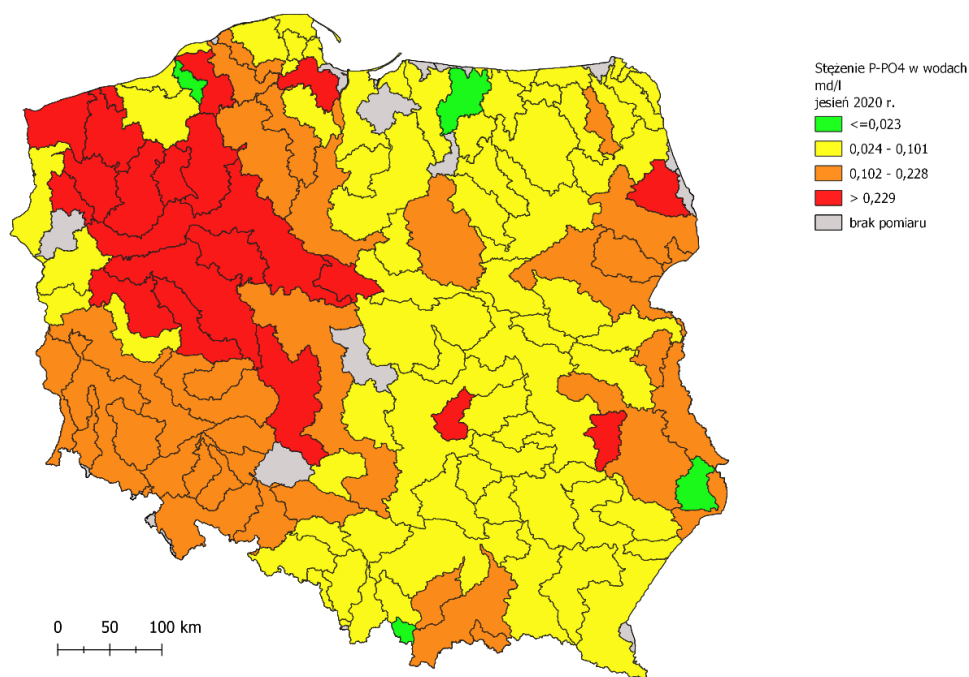 Stężenie P-PO4 w wodach
md/l
jesień 2020 r.
<=0,023
0,024 - 0,101
0,102 - 0,228
> 0,229
brak pomiaru
0 50 100 km